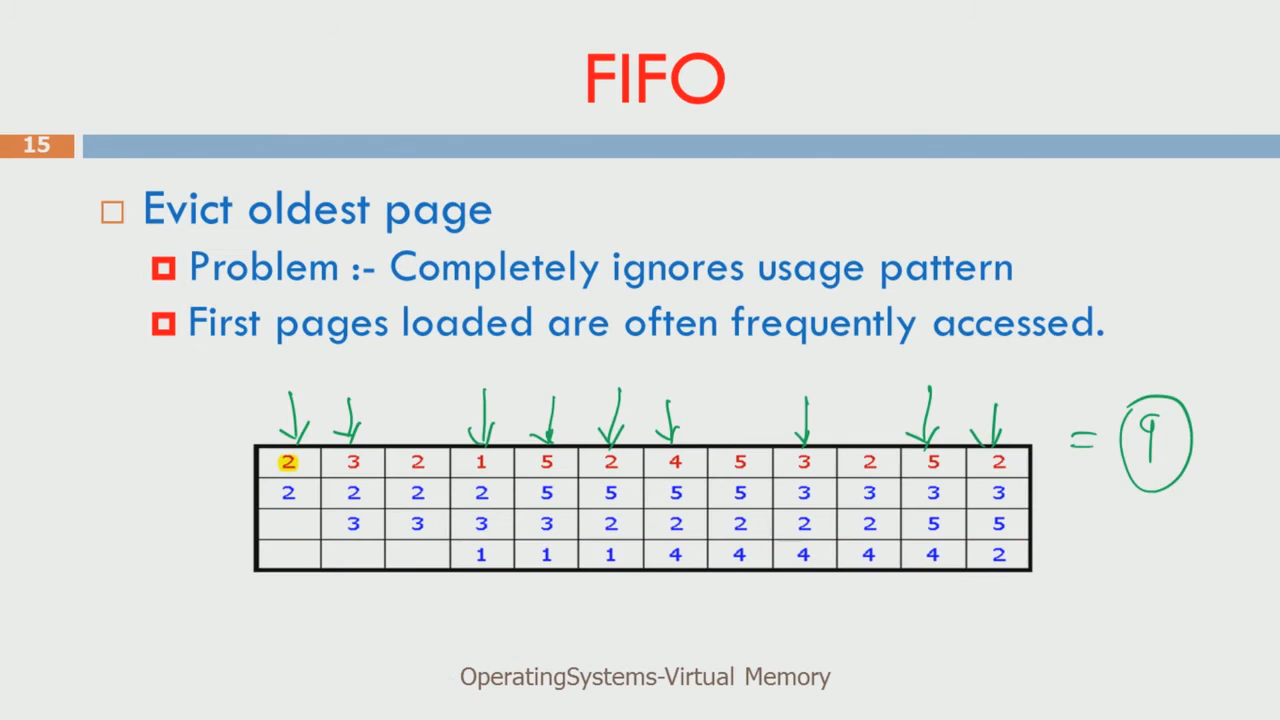 FIFO
15
Evict oldest page
Problem :- Completely ignores usage pattern
First pages loaded are often frequently accessed.
= 9
2 3 2 1 5 2 4 5 3 2 5 2
2 2 2 2 5 5 5 5 3 3 3 3
3 3 3 3 2 2 2 2 2 5 5
1 1 1 4 4 4 4 4 2
OperatingSystems-Virtual Memory